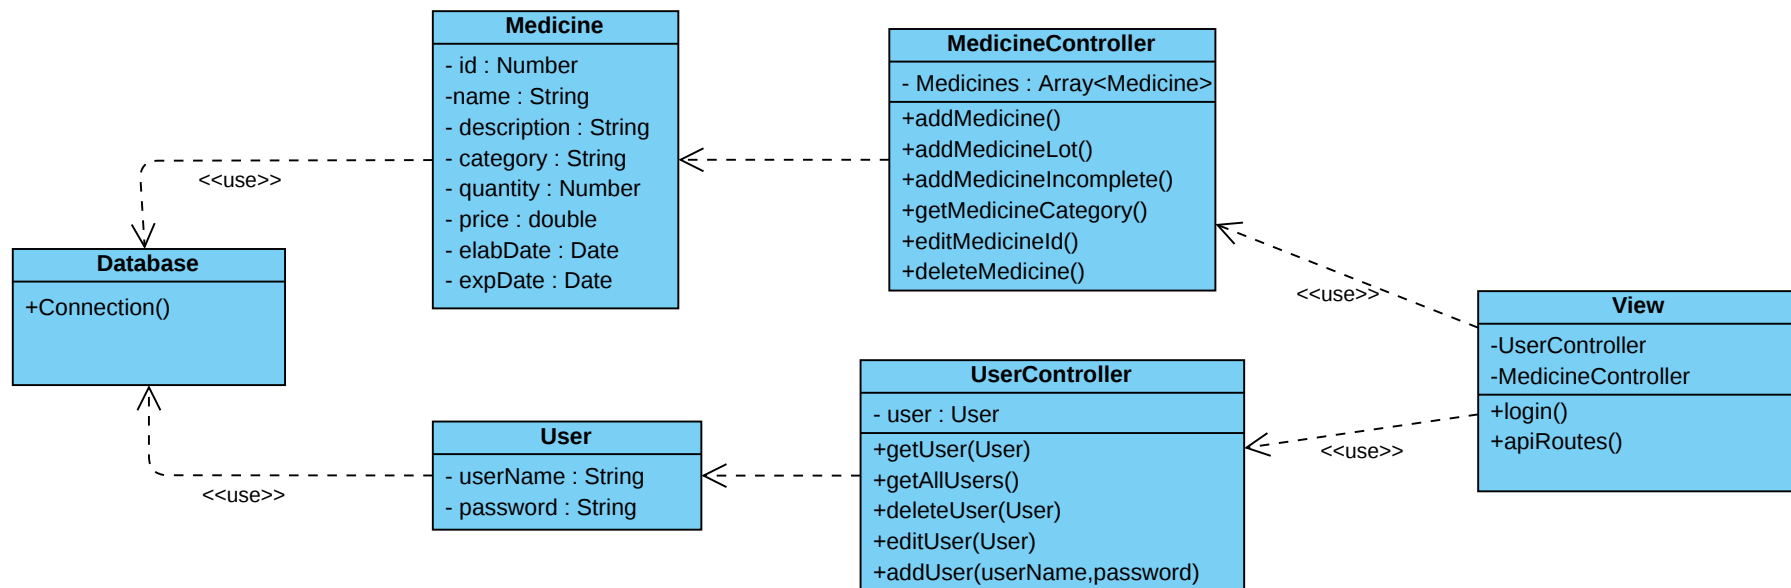 Medicine
- id : Number
-name : String
- description : String
- category : String
- quantity : Number
- price : double
- elabDate : Date
- expDate : Date
MedicineController
- Medicines : Array<Medicine>
+addMedicine()
+addMedicineLot()
+addMedicineIncomplete()
+getMedicineCategory()
+editMedicineId()
+deleteMedicine()
<<use>>
Database
+Connection()
<<use>>
View
-UserController
-MedicineController
+login()
+apiRoutes()
UserController
- user : User
+getUser(User)
+getAllUsers()
+deleteUser(User)
+editUser(User)
+addUser(userName,password)
<<use>>
User
- userName : String
- password : String
<<use>>